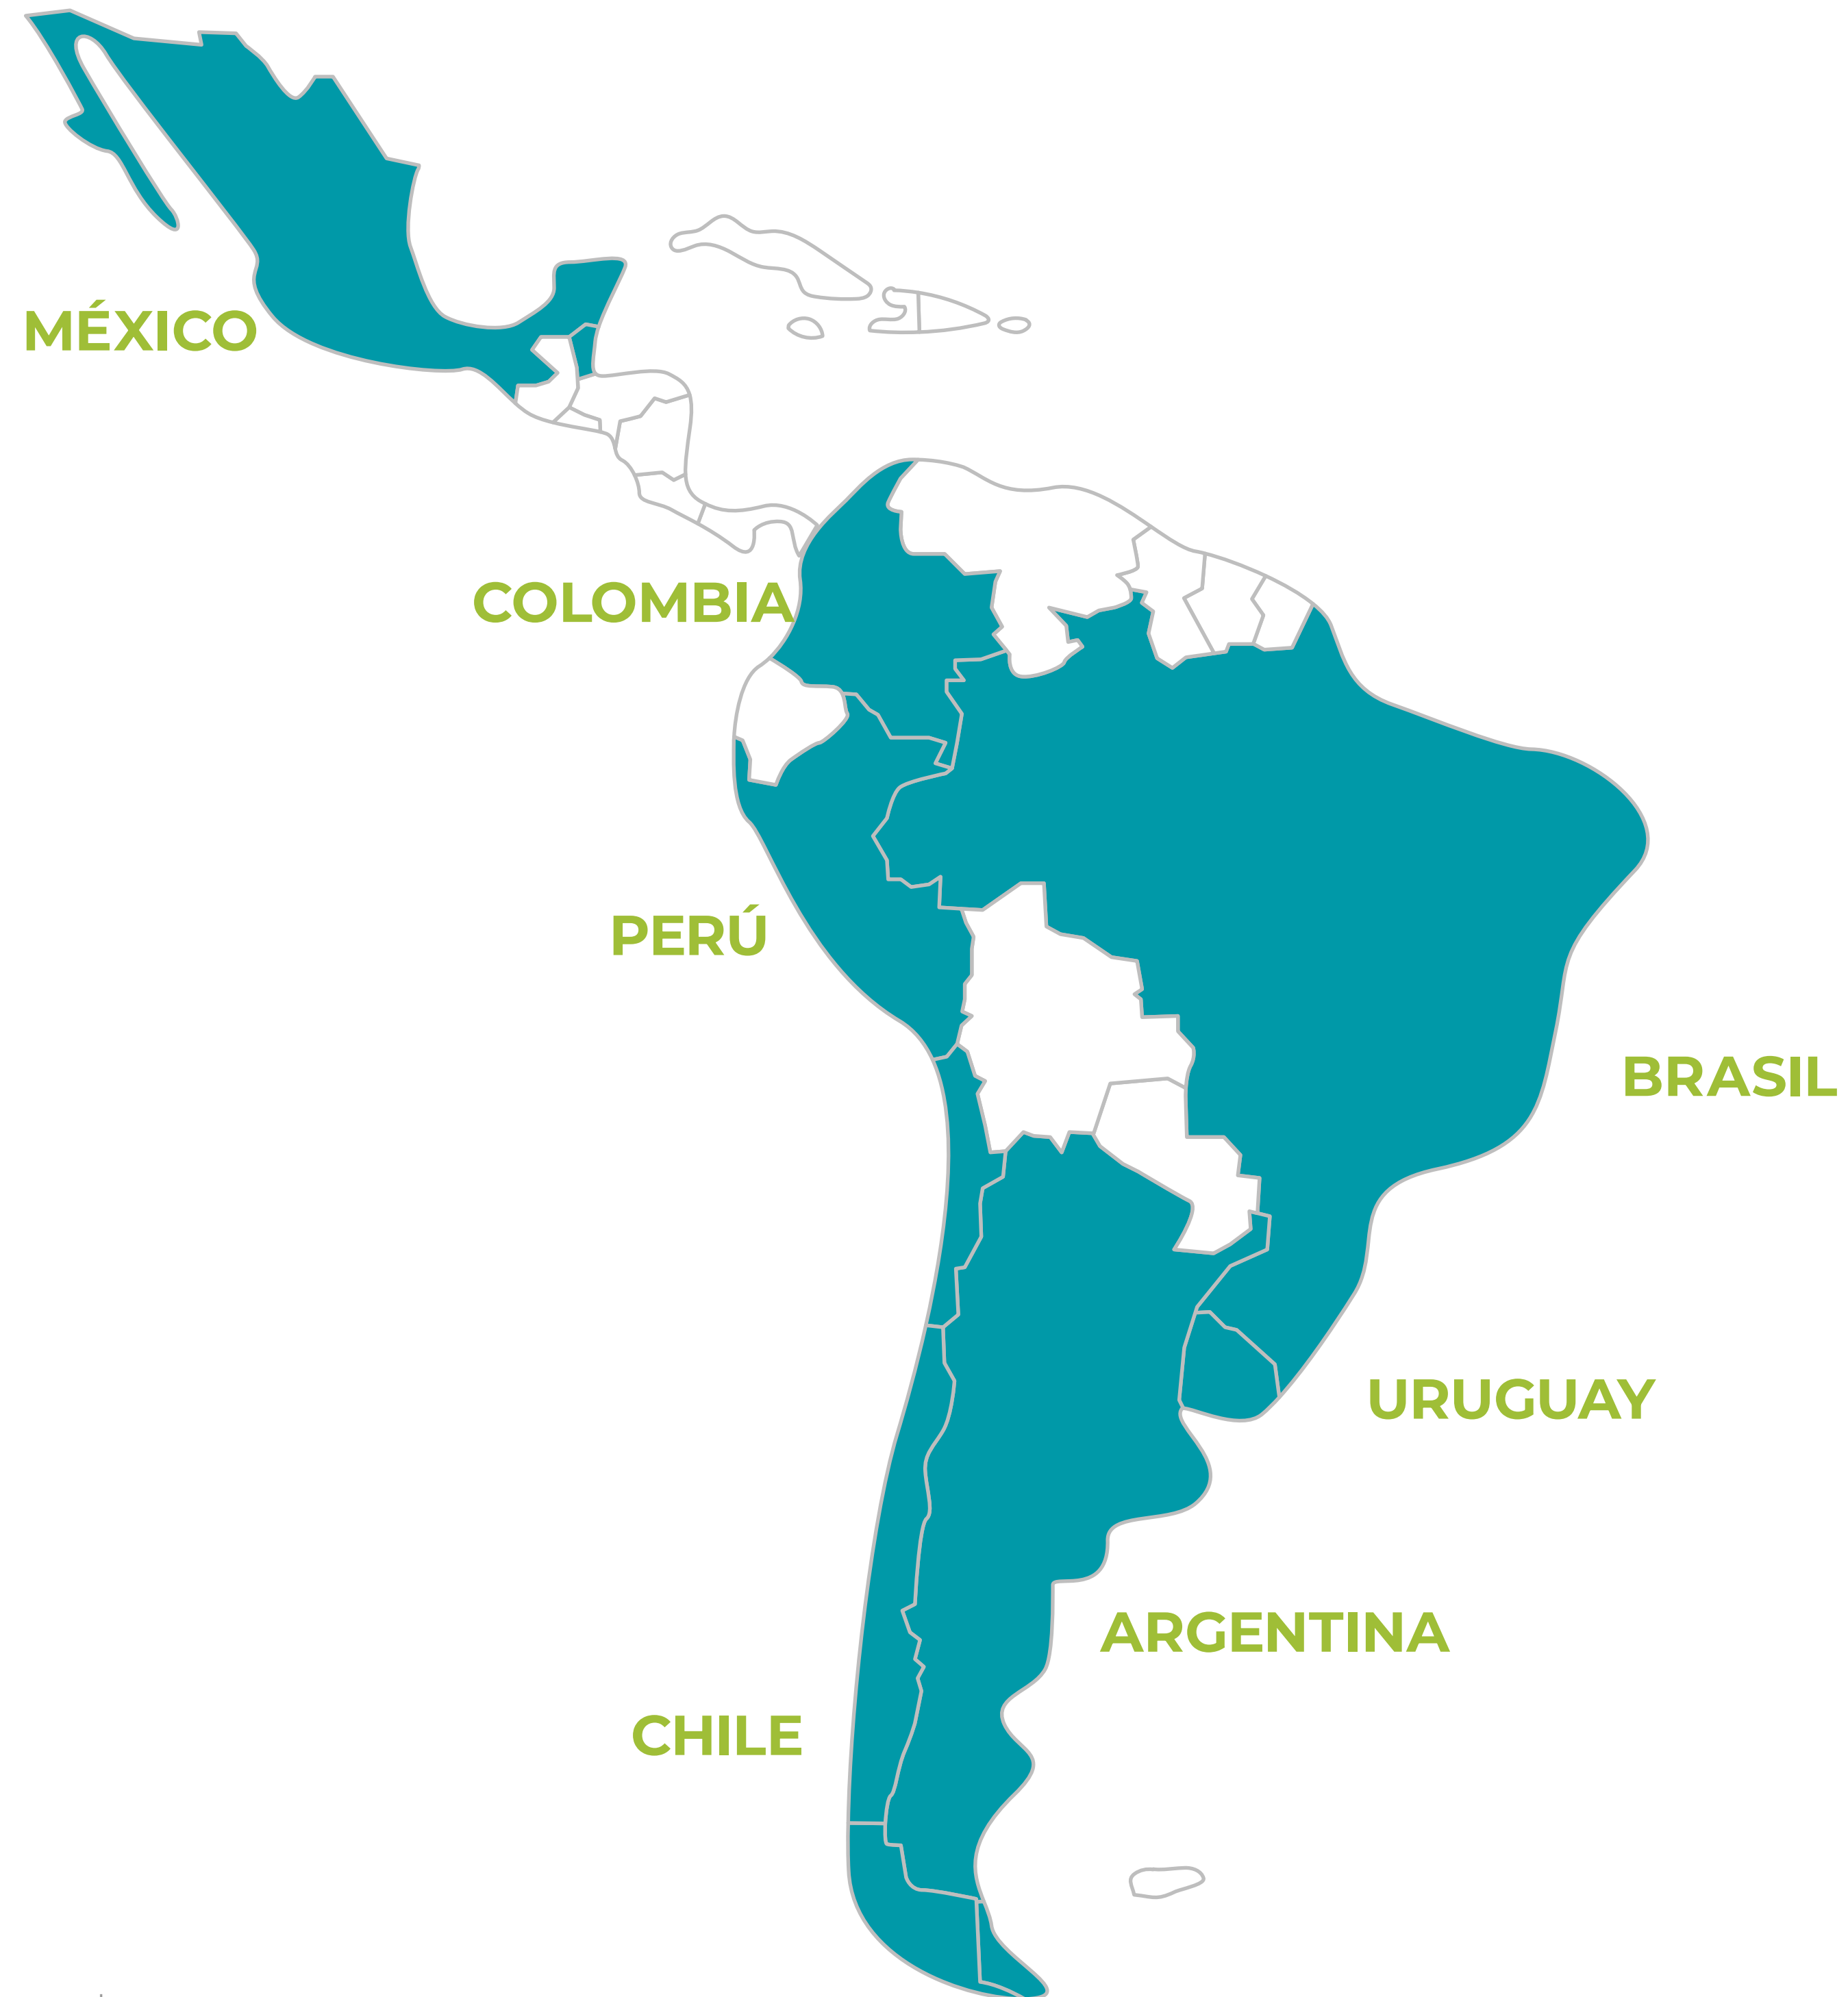 MÉXICO
COLOMBIA
PERÚ
BRASIL
URUGUAY
ARGENTINA
CHILE